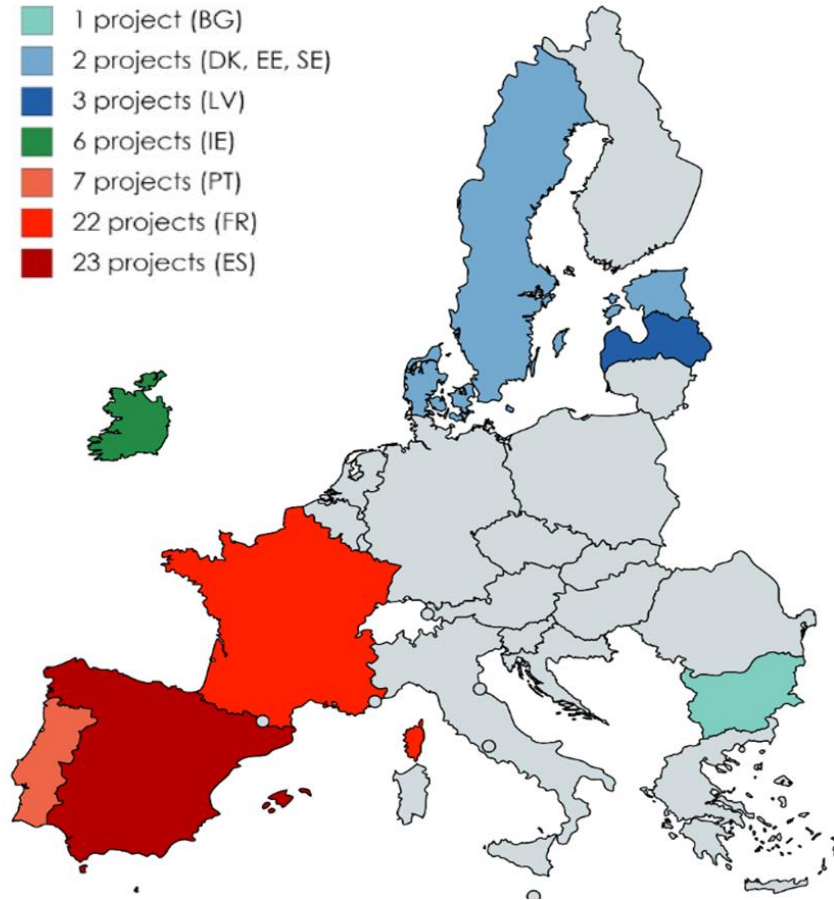 1 project (BG)
2 projects (DK, EE, SE)
3 projects (LV)
6 projects (IE)
7 projects (PT)
22 projects (FR)
23 projects (ES)